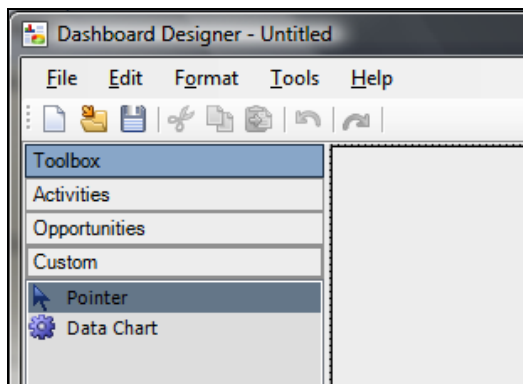 Dashboard Designer - Untitled
File Edit Format Tools Help
Toolbox
Activities
Opportunities
Custom
Pointer
Data Chart